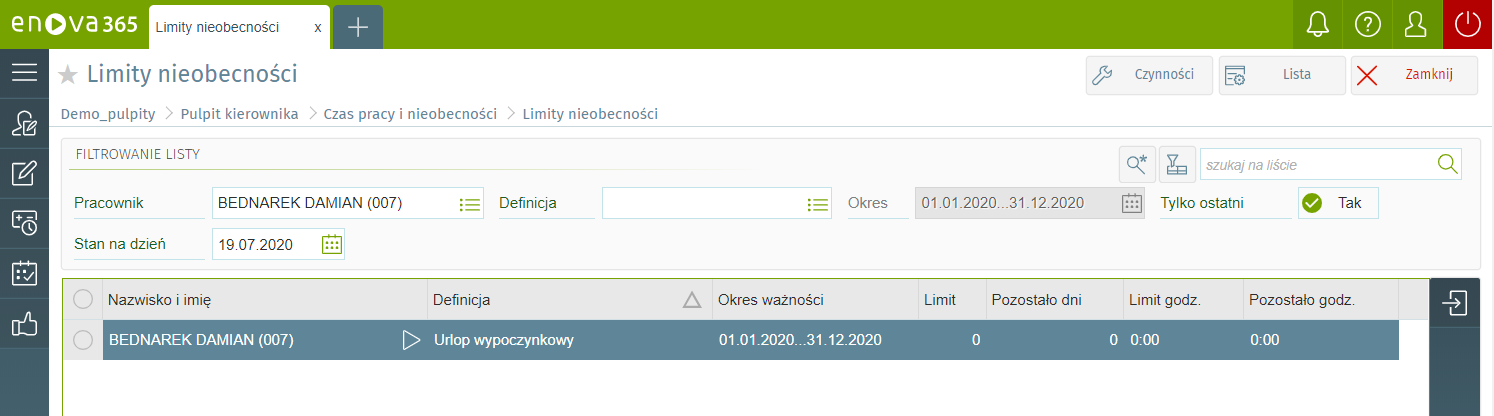 enova365 Limity nieobecności x
Limity nieobecności Czynności Lista Zamknij
Demo_pulpity Pulpit kierownika Czas pracy i nieobecności Limity nieobecności
FILTROWANIE LISTY szukaj na liście
Pracownik BEDNAREK DAMIAN (007) Definicja Okres 01.01.2020...31.12.2020 Tylko ostatni Tak
Stan na dzień 19.07.2020
Nazwisko i imię Definicja Okres ważności Limit Pozostało dni Limit godz. Pozostało godz.
BEDNAREK DAMIAN (007) Urlop wypoczynkowy 01.01.2020...31.12.2020 0 0 0:00 0:00